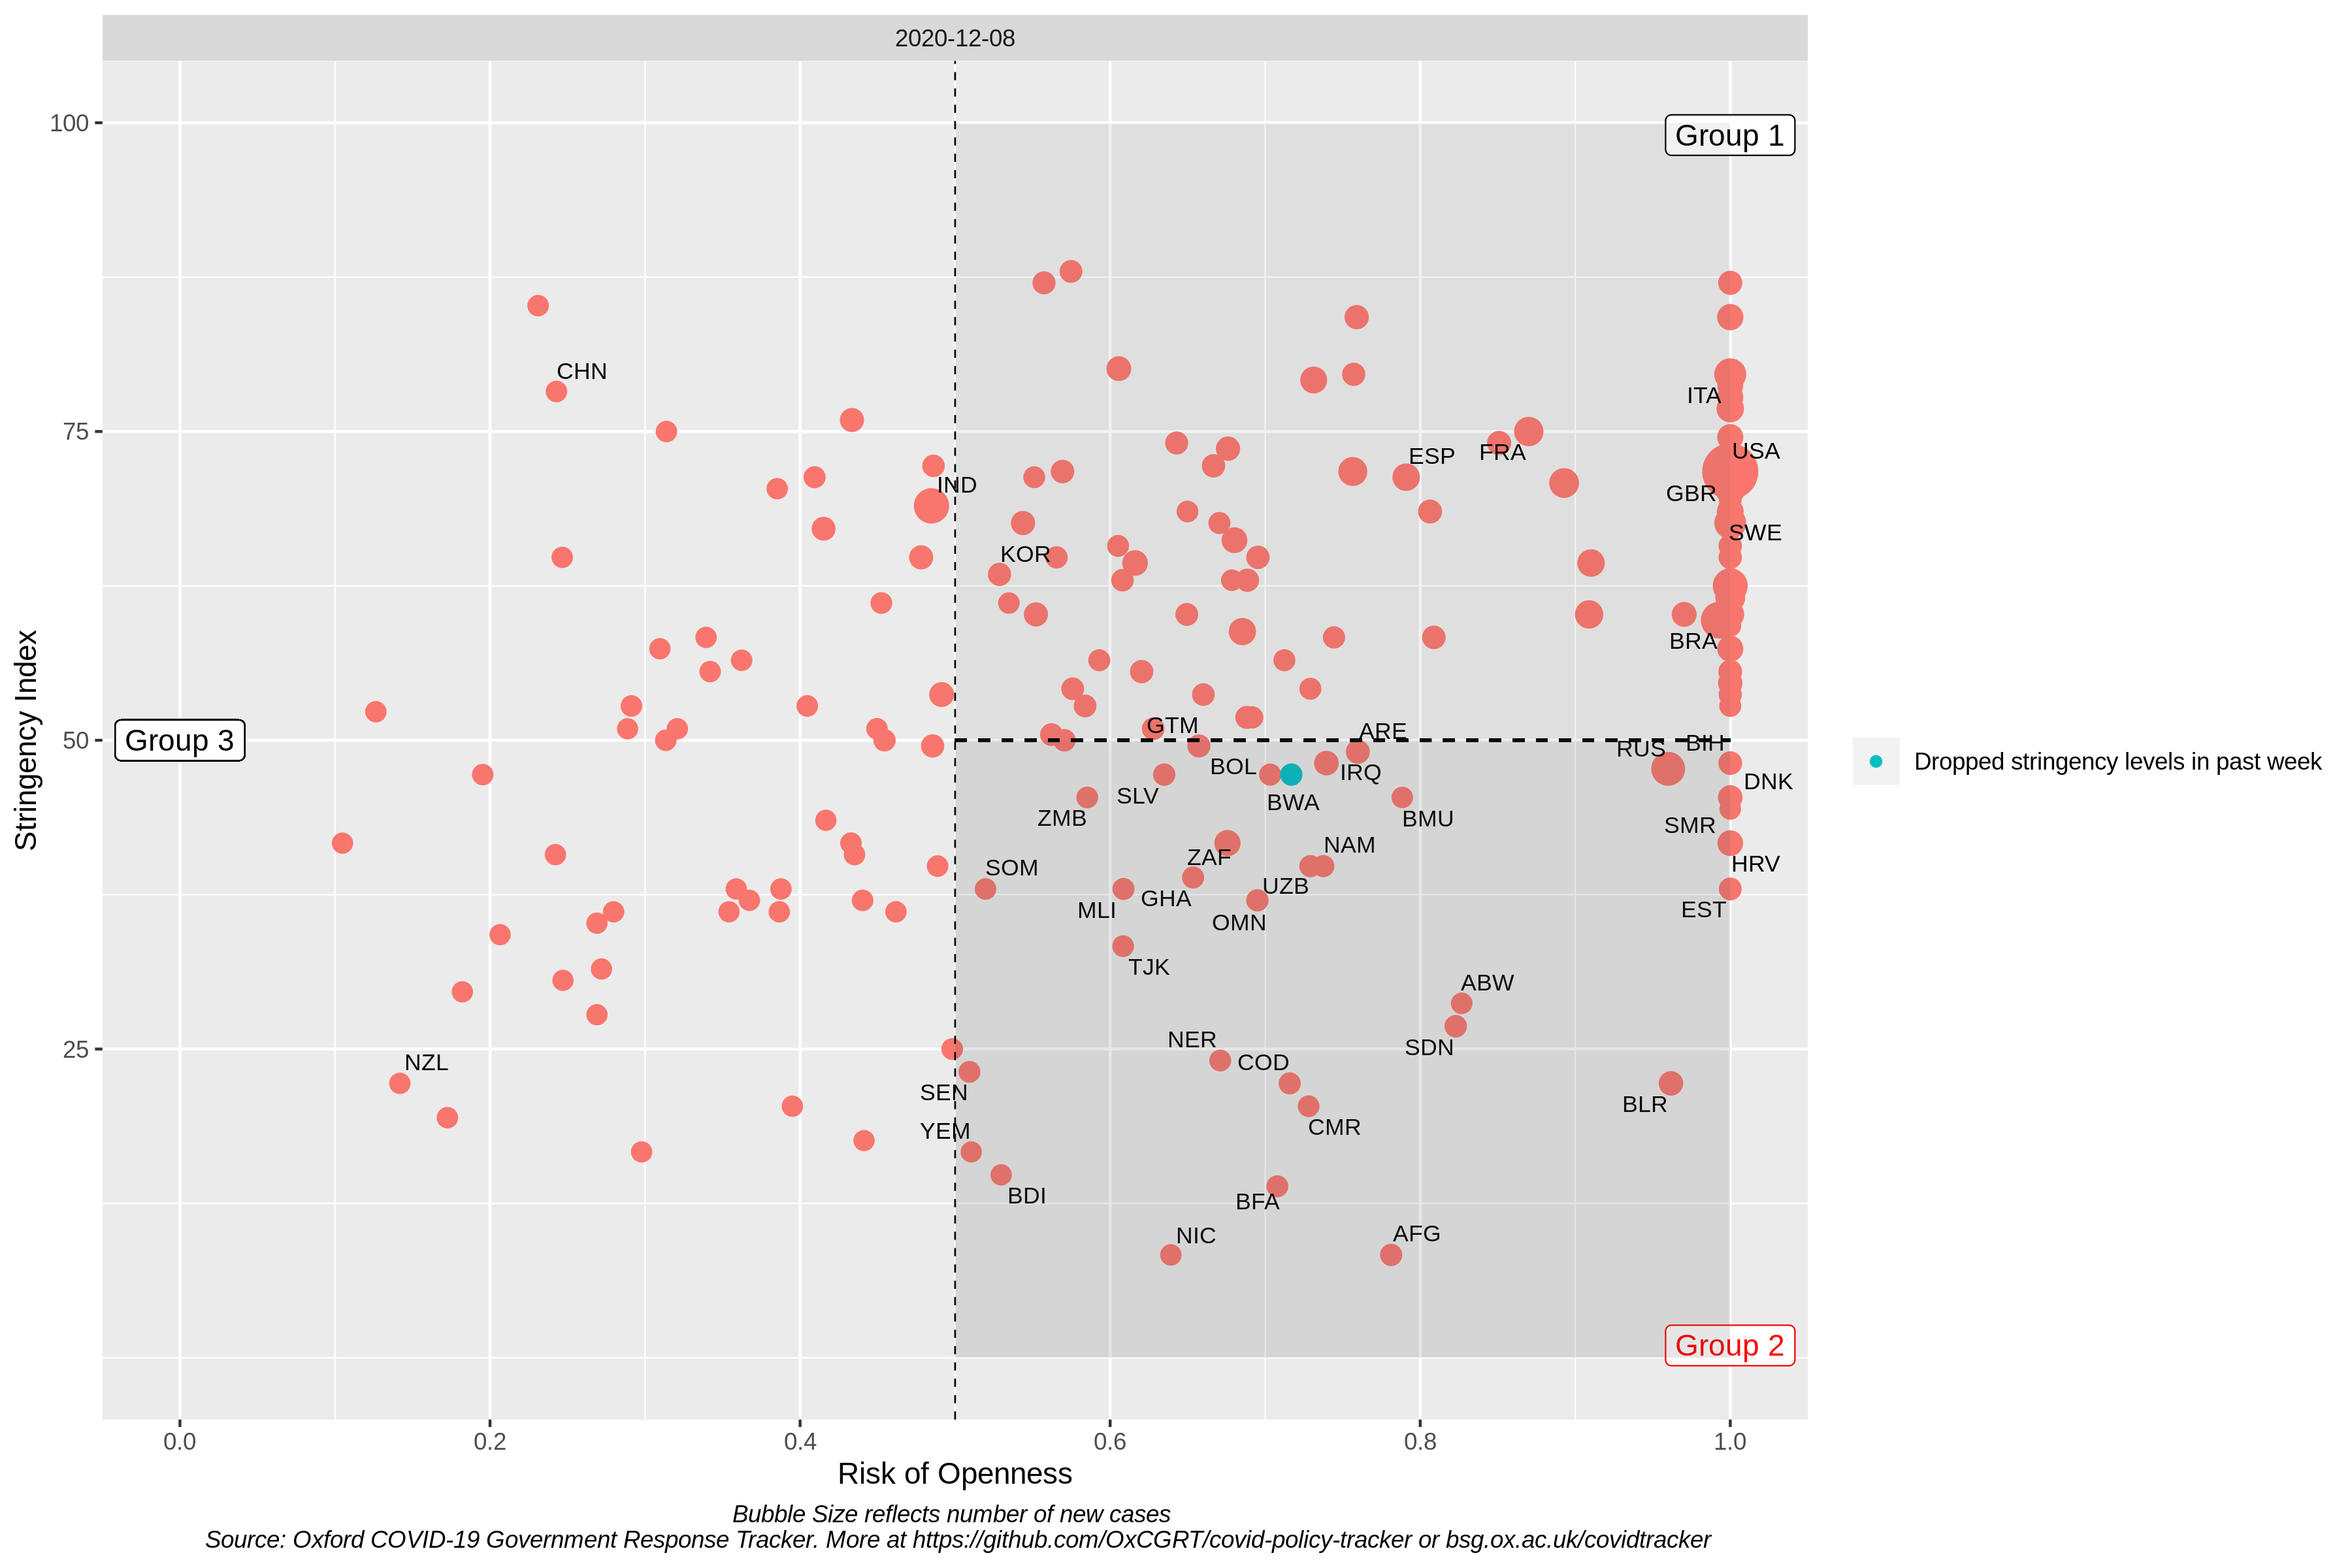 2020-12-08
100
Group 1
CHN
75
ITA
USA
ESP
FRA
IND
GBR
SWE
KOR
BRA
Stringency Index
50
Group 3
GTM
ARE
RUS
BIH
BOL
IRQ
DNK
SLV
BWA
ZMB
BMU
SMR
NAM
ZAF
HRV
SOM
UZB
GHA
MLI
EST
OMN
TJK
ABW
NER
SDN
25
NZL
COD
SEN
BLR
YEM
CMR
BDI
BFA
NIC
AFG
Group 2
Dropped stringency levels in past week
0.0
0.2
0.4
0.6
0.8
1.0
Risk of Openness
Bubble Size reflects number of new cases
Source: Oxford COVID-19 Government Response Tracker. More at https://github.com/OxCGRT/covid-policy-tracker or bsg.ox.ac.uk/covidtracker